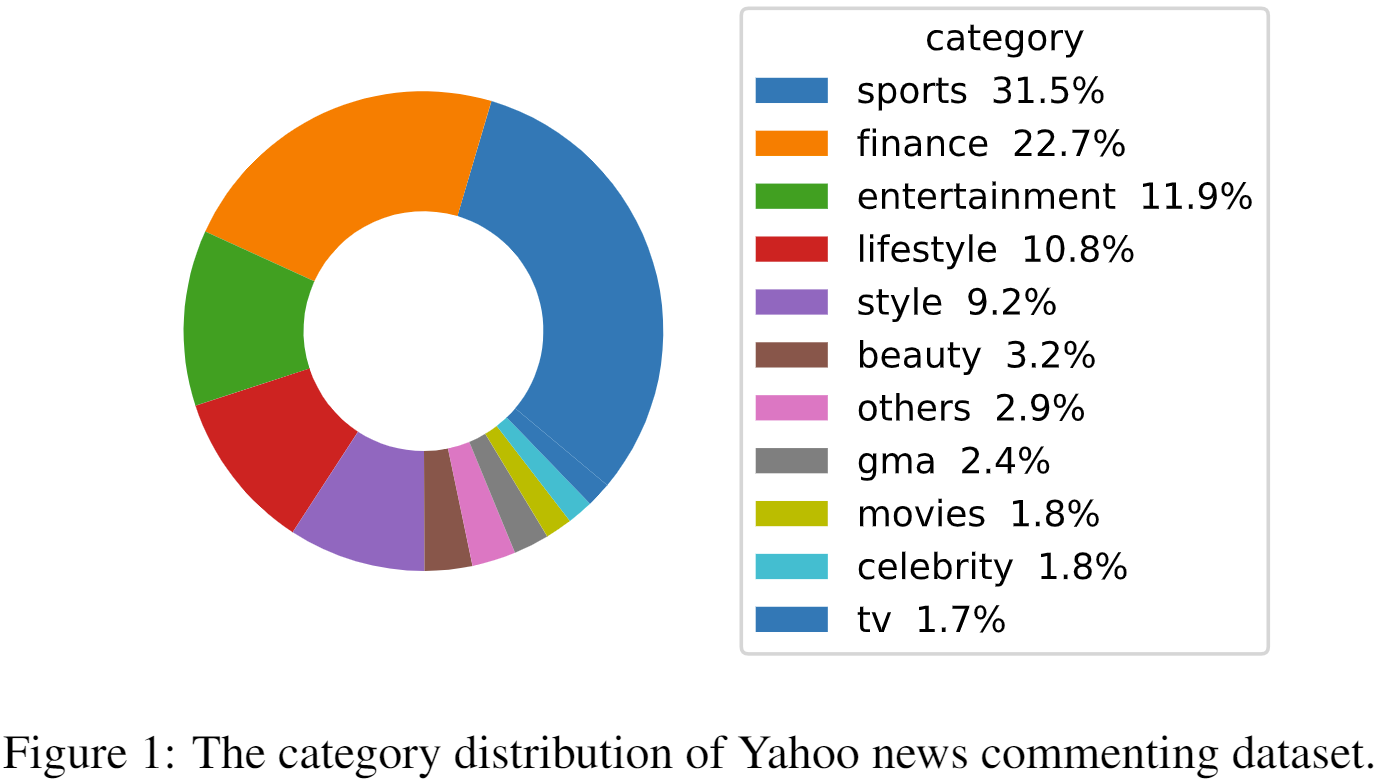 category
sports 31.5%
finance 22.7%
entertainment 11.9%
lifestyle 10.8%
style 9.2%
beauty 3.2%
others 2.9%
gma 2.4%
movies 1.8%
celebrity 1.8%
tv 1.7%
Figure 1: The category distribution of Yahoo news commenting dataset.